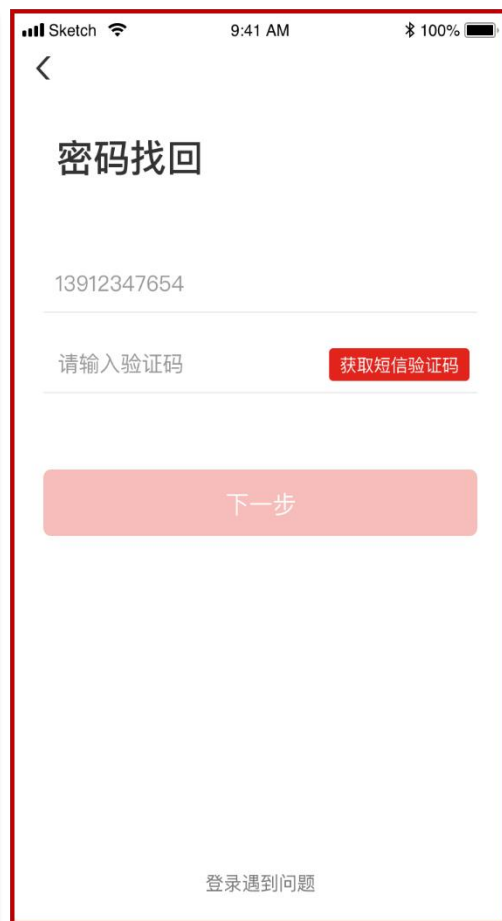 Sketch 9:41 AM 100%
密码找回
13912347654
请输入验证码 获取短信验证码
下一步
登录遇到问题